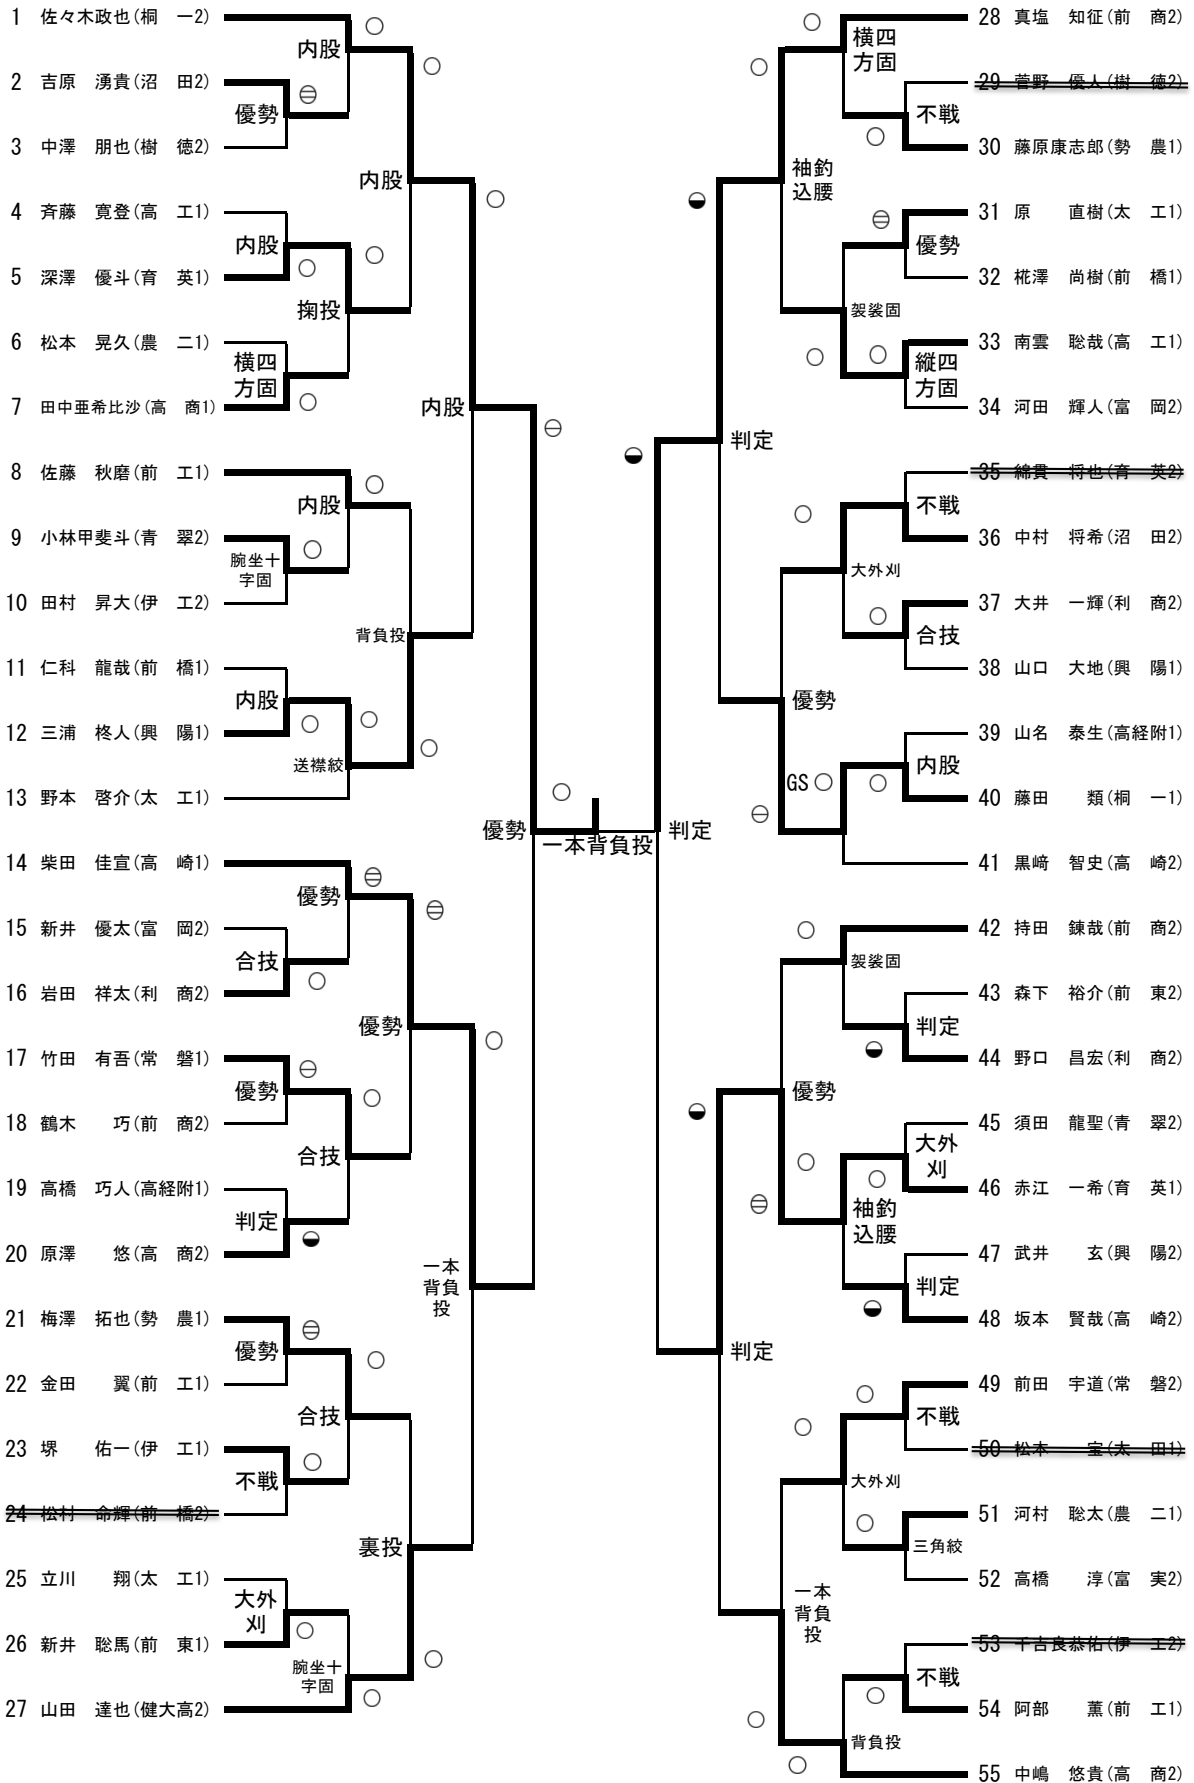 1 佐々木政也(桐　一2)
2 吉原　湧貴(沼　田2)
3 中澤　朋也(樹　徳2)
4 斉藤　寛登(高　工1)
5 深澤　優斗(育　英1)
6 松本　晃久(農　二1)
7 田中亜希比沙(高　商1)
8 佐藤　秋磨(前　工1)
9 小林甲斐斗(青　翠2)
10 田村　昇大(伊　工2)
11 仁科　龍哉(前　橋1)
12 三浦　柊人(興　陽1)
13 野本　啓介(太　工1)
14 柴田　佳宣(高　崎1)
15 新井　優太(富　岡2)
16 岩田　祥太(利　商2)
17 竹田　有吾(常　磐1)
18 鶴木　　巧(前　商2)
19 高橋　巧人(高経附1)
20 原澤　　悠(高　商2)
21 梅澤　拓也(勢　農1)
22 金田　　翼(前　工1)
23 堺　　佑一(伊　工1)
24 松村　命輝(前　橋2)
25 立川　　翔(太　工1)
26 新井　聡馬(前　東1)
27 山田　達也(健大高2)
内股
優勢
内股
内股
掬投
横四
方固
内股
内股
腕坐十
字固
背負投
内股
送襟絞
優勢
一本背負投
判定
優勢
合技
優勢
優勢
合技
判定
一本
背負
投
優勢
合技
不戦
裏投
大外
刈
腕坐十
字固
横四
方固
不戦
袖釣
込腰
優勢
袈裟固
縦四
方固
判定
不戦
大外刈
合技
優勢
内股
GS
袈裟固
判定
優勢
大外
刈
袖釣
込腰
判定
判定
不戦
大外刈
三角絞
一本
背負
投
不戦
背負投
28 真塩　知征(前　商2)
29 菅野　優人(樹　徳2)
30 藤原康志郎(勢　農1)
31 原　　直樹(太　工1)
32 椛澤　尚樹(前　橋1)
33 南雲　聡哉(高　工1)
34 河田　輝人(富　岡2)
35 綿貫　将也(育　英2)
36 中村　将希(沼　田2)
37 大井　一輝(利　商2)
38 山口　大地(興　陽1)
39 山名　泰生(高経附1)
40 藤田　　類(桐　一1)
41 黒﨑　智史(高　崎2)
42 持田　錬哉(前　商2)
43 森下　裕介(前　東2)
44 野口　昌宏(利　商2)
45 須田　龍聖(青　翠2)
46 赤江　一希(育　英1)
47 武井　　玄(興　陽2)
48 坂本　賢哉(高　崎2)
49 前田　宇道(常　磐2)
50 松本　　宝(太　田1)
51 河村　聡太(農　二1)
52 高橋　　淳(富　実2)
53 千吉良恭佑(伊　工2)
54 阿部　　薫(前　工1)
55 中嶋　悠貴(高　商2)